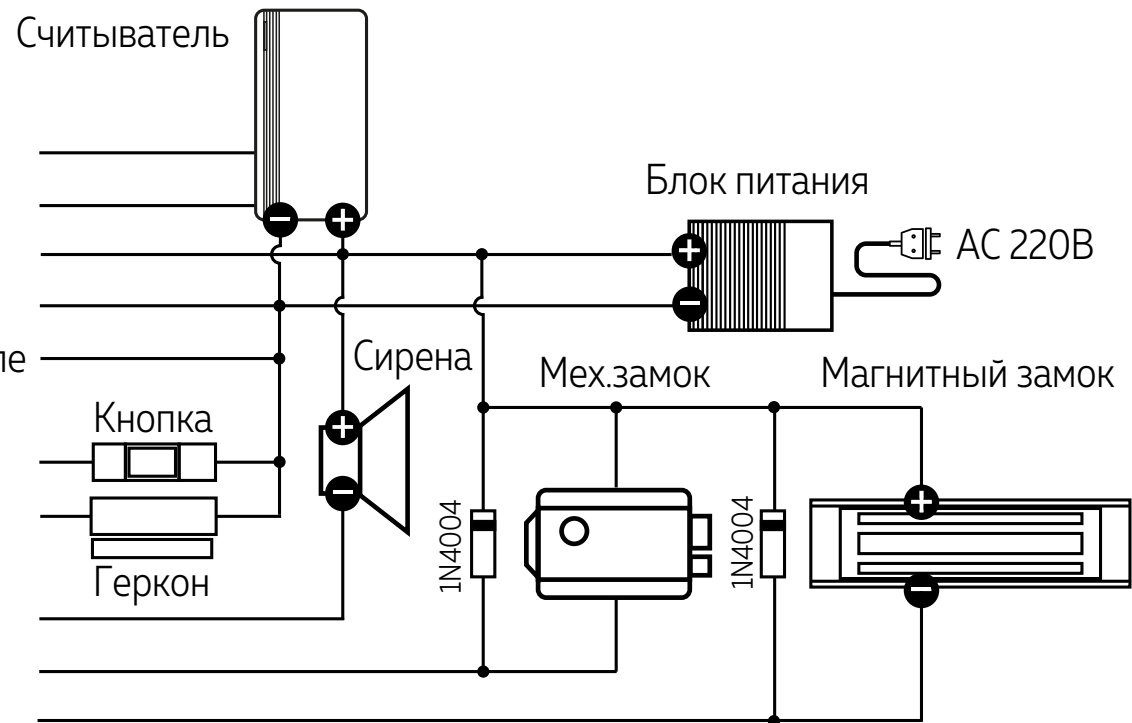 Считыватель
Блок питания
AC 220В
Сирена
Мех.замок
Магнитный замок
Кнопка
1N4004
1N4004
Геркон